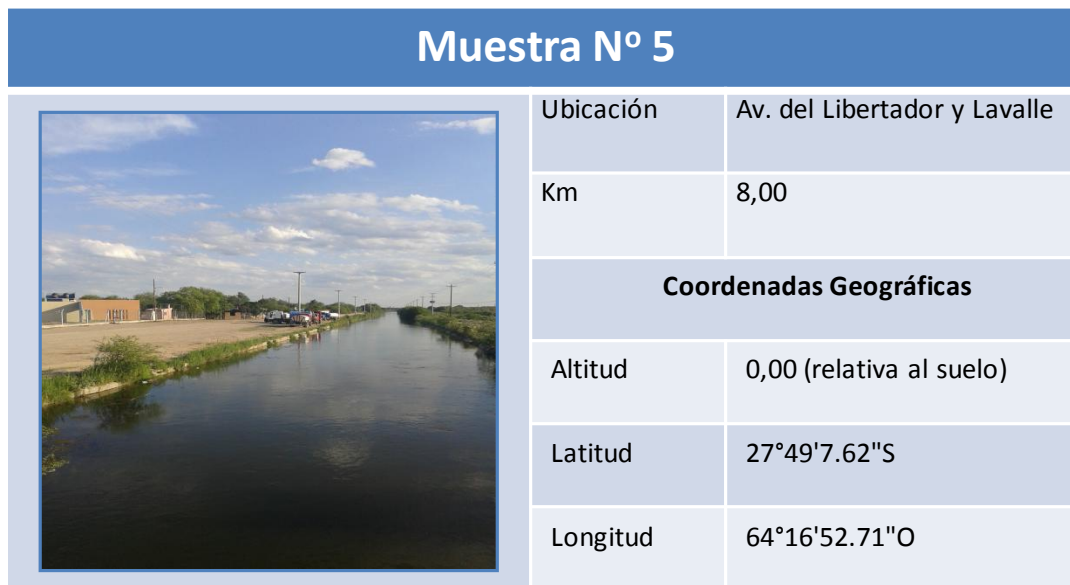 Muestra Nº 5
Ubicación
Av. del Libertador y Lavalle
Km
8,00
Coordenadas Geográficas
Altitud
0,00 (relativa al suelo)
Latitud
27°49'7.62"S
Longitud
64°16'52.71"O